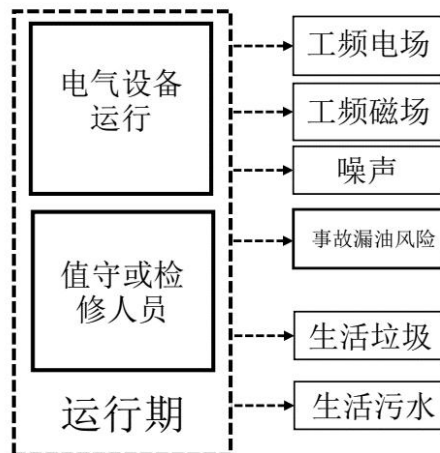 电气设备
运行
值守或检
修人员
运行期
工频电场
工频磁场
噪声
事故漏油风险
生活垃圾
生活污水